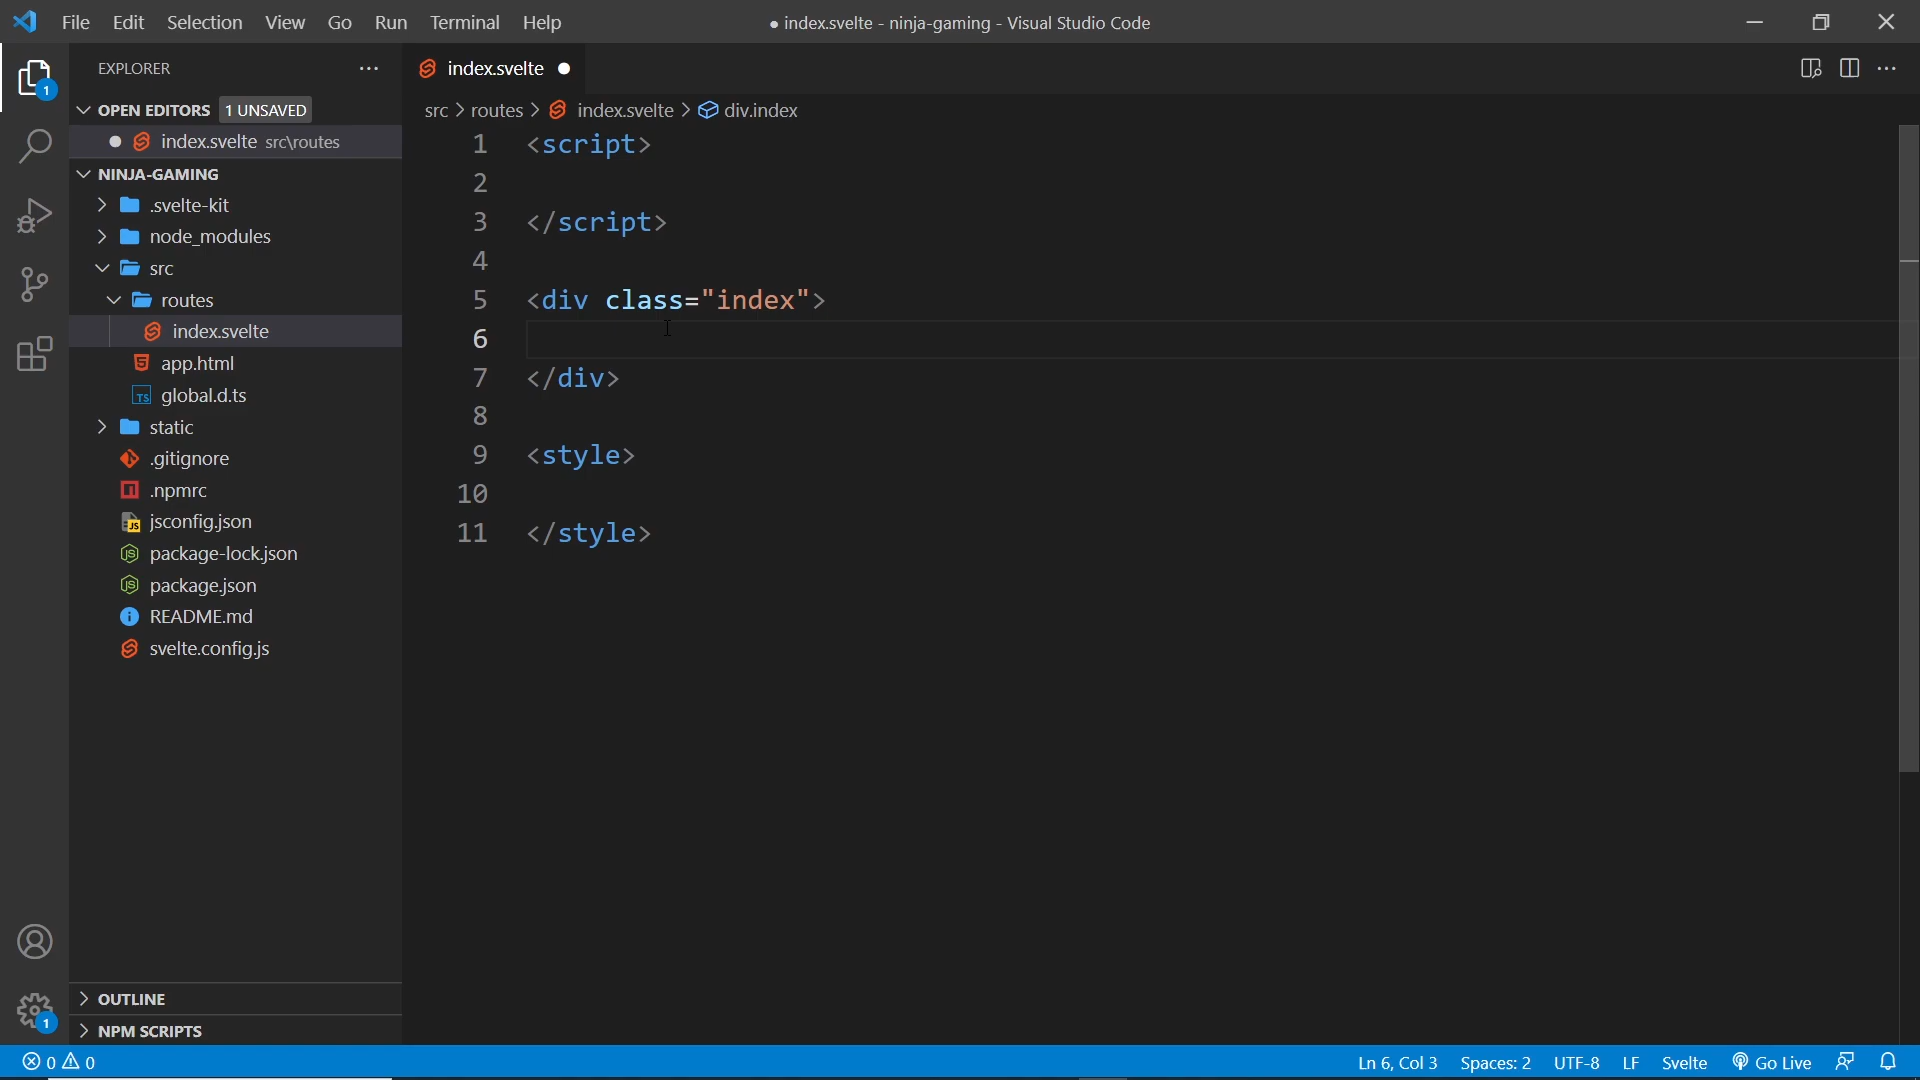 File Edit Selection View Go Run Terminal Help
● index.svelte - ninja-gaming - Visual Studio Code
EXPLORER
1
OPEN EDITORS 1 UNSAVED
index.svelte src\routes
NINJA-GAMING
.svelte-kit
node_modules
src
routes
index.svelte
app.html
TS global.d.ts
static
.gitignore
.npmrc
JS jsconfig.json
package-lock.json
package.json
README.md
svelte.config.js
OUTLINE
NPM SCRIPTS
1
index.svelte
src > routes > index.svelte > div.index
1 <script>
2
3 </script>
4
5 <div class="index">
6
7 </div>
8
9 <style>
10
11 </style>
0 0
Ln 6, Col 3 Spaces: 2 UTF-8 LF Svelte Go Live